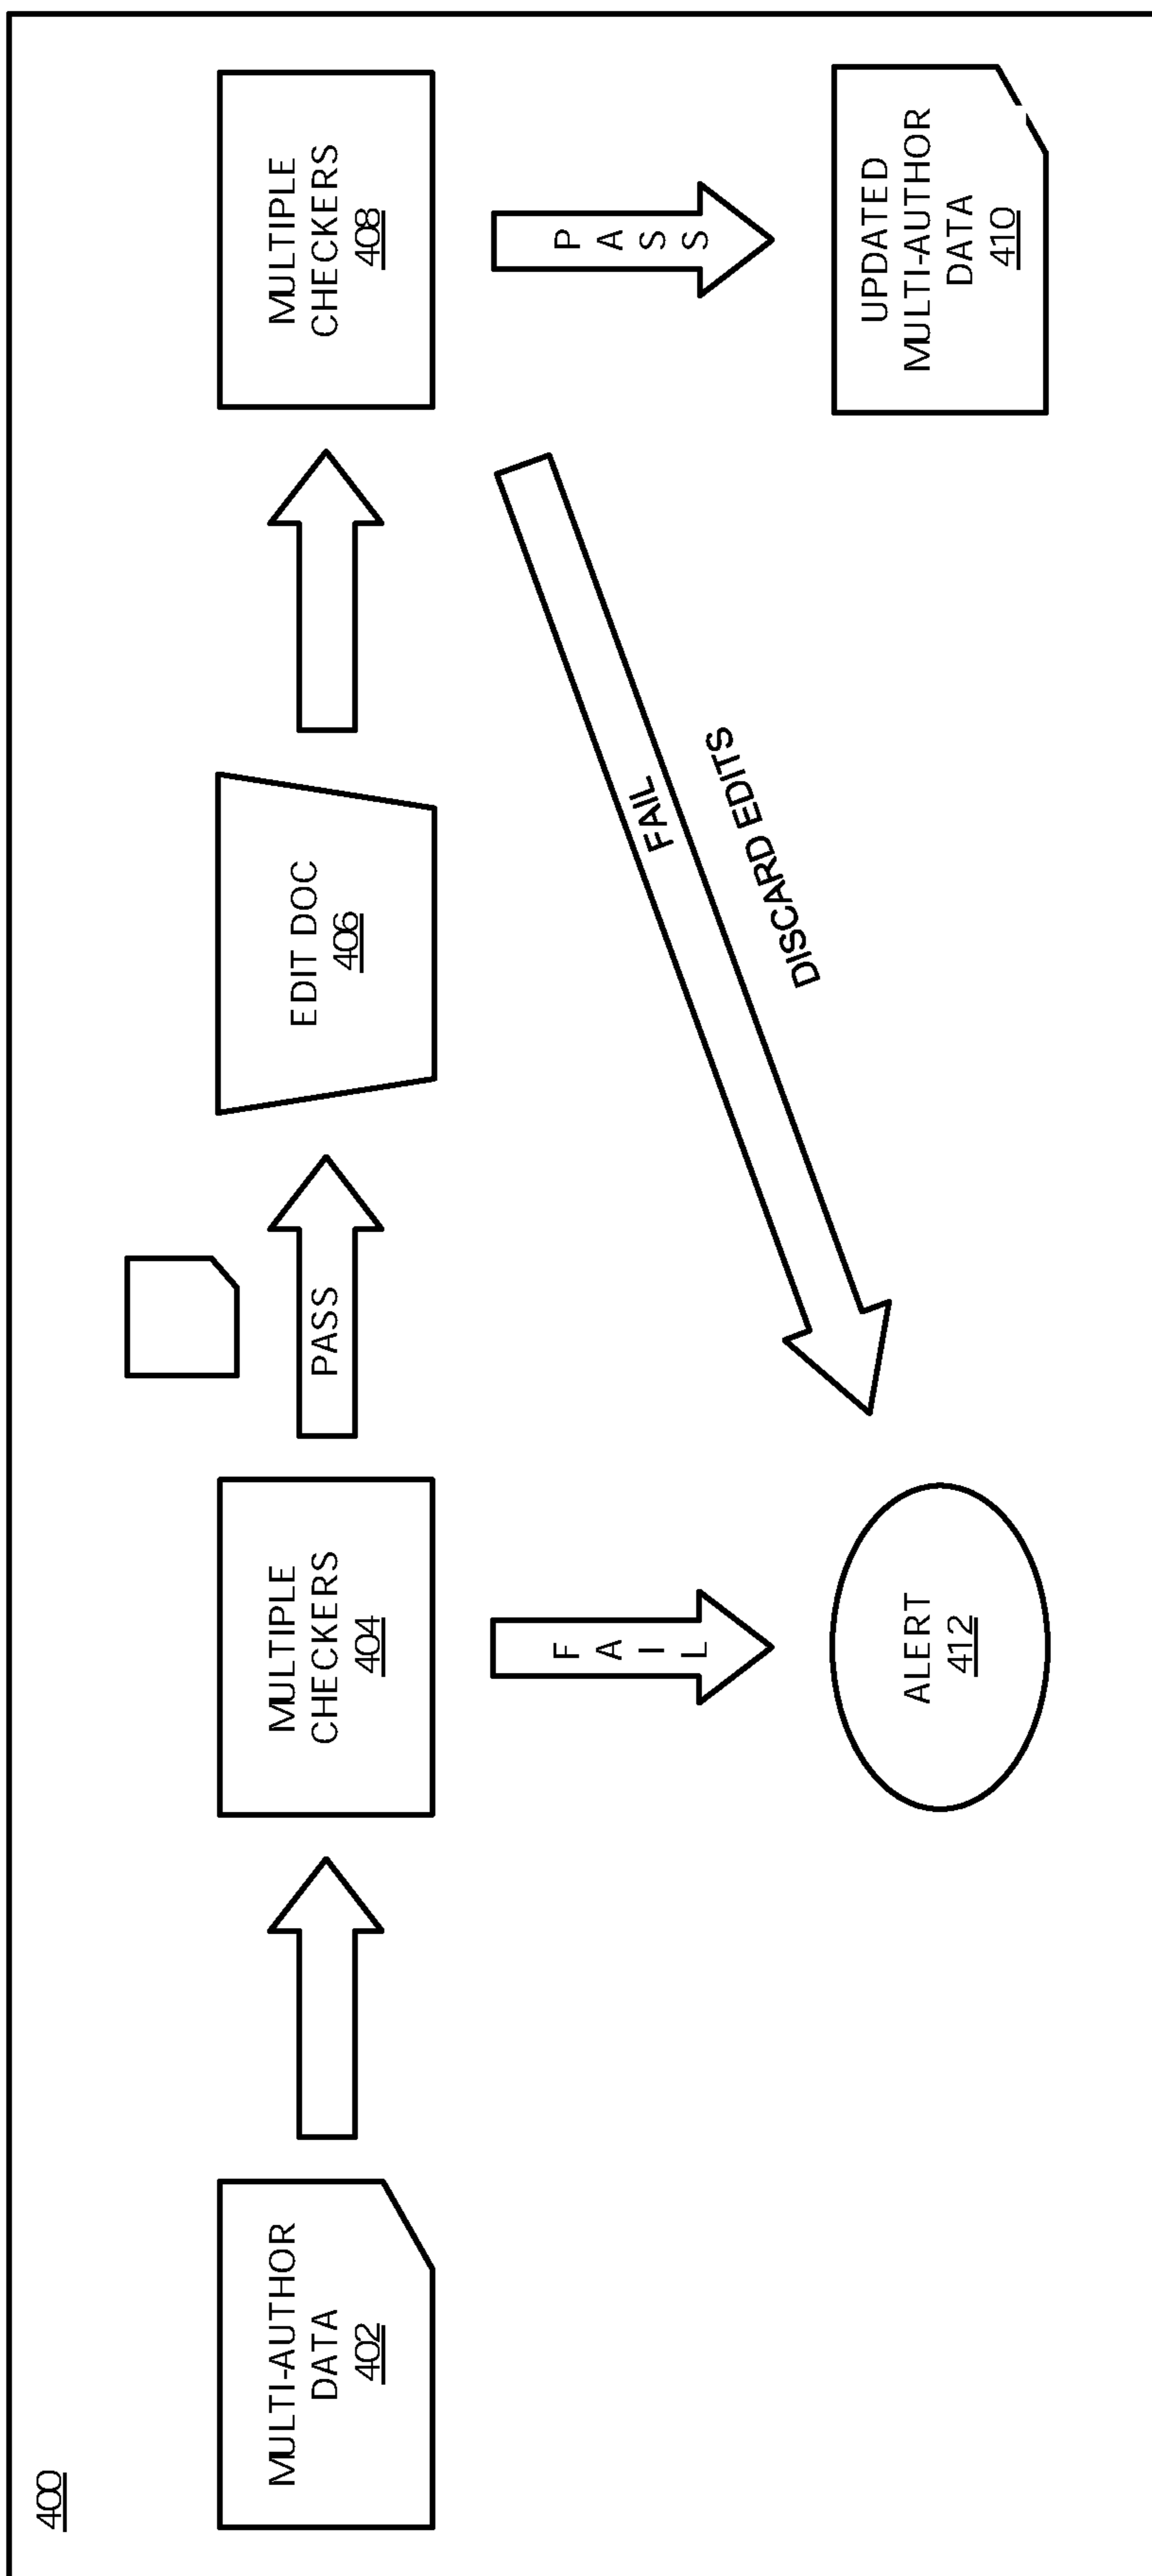 400
MULTI-AUTHOR
DATA
402
MULTIPLE
CHECKERS
404
PASS
EDIT DOC
406
MULTIPLE
CHECKERS
408
FAIL
FAIL
DISCARD EDITS
PASS
ALERT
412
UPDATED
MULTI-AUTHOR
DATA
410